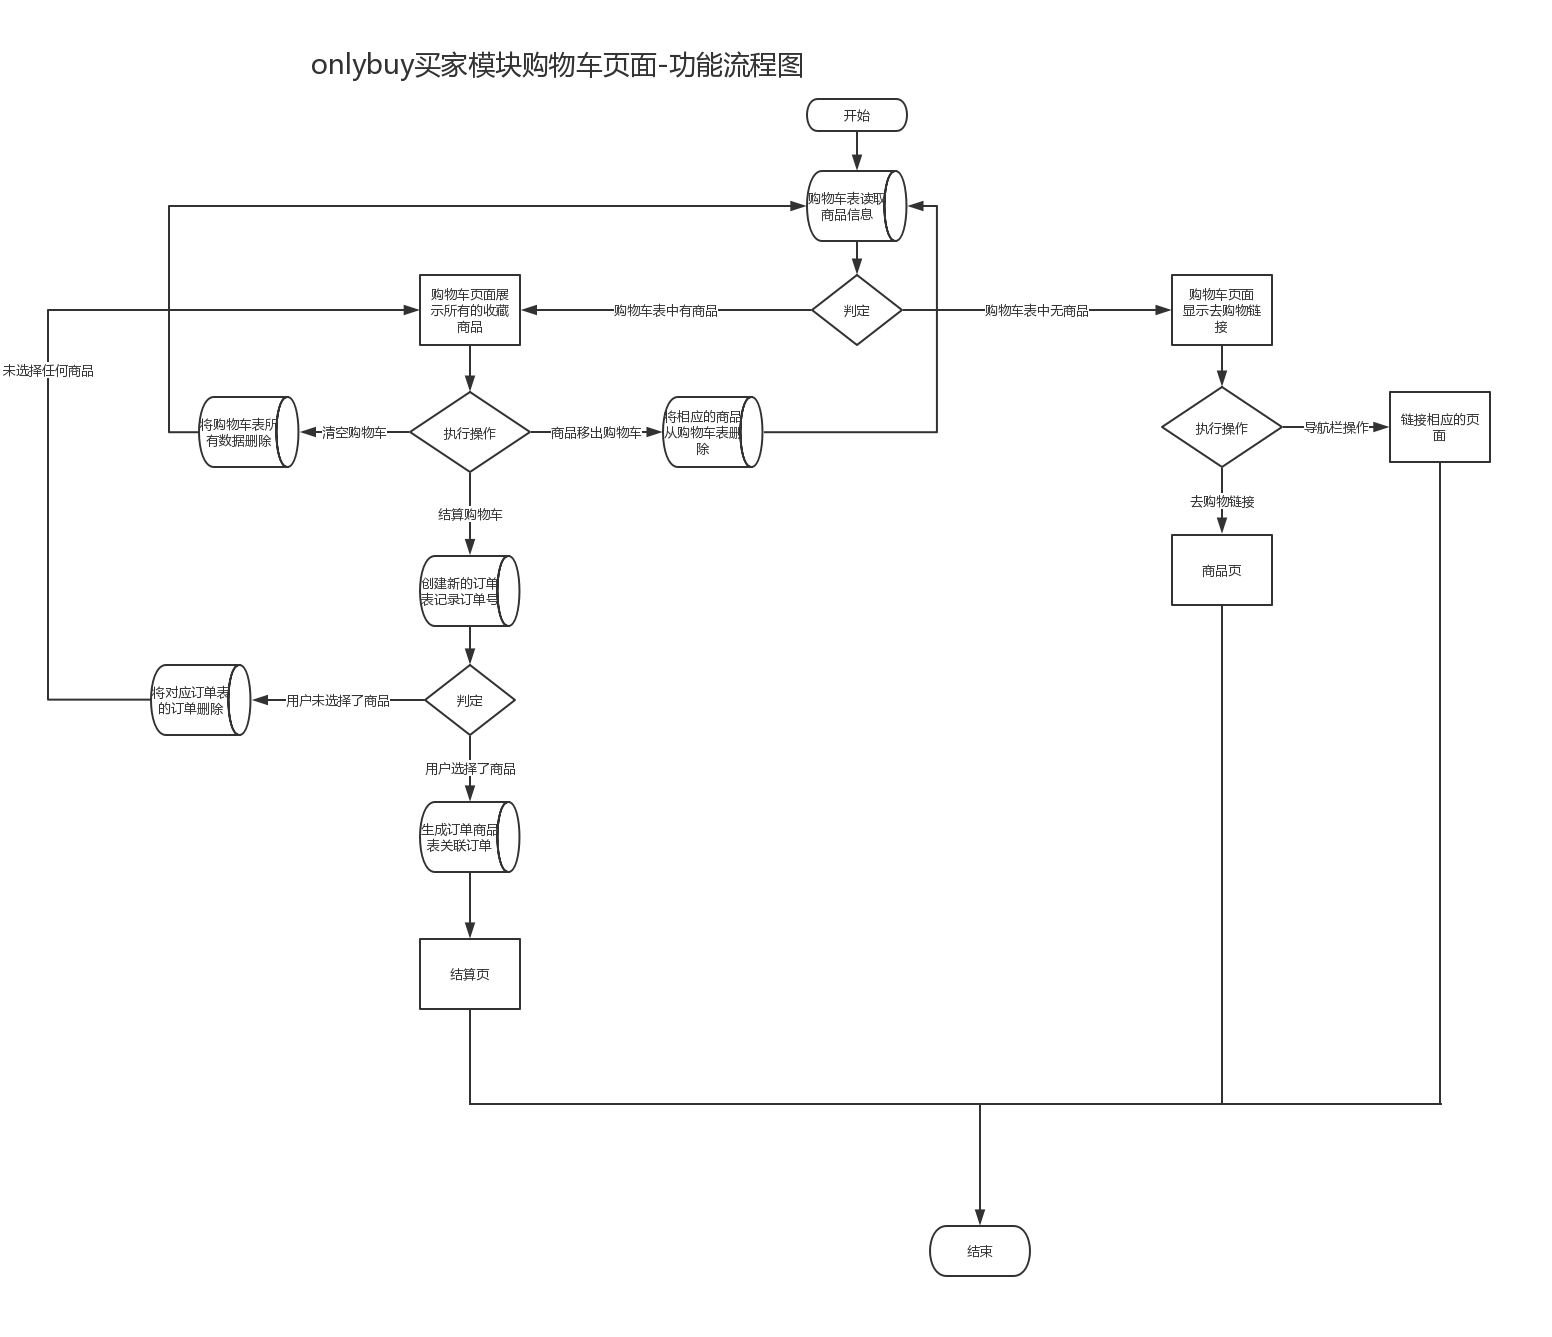 onlybuy买家模块购物车页面-功能流程图
开始
购物车表读取
商品信息
购物车页面展
示所有的收藏
商品
购物车表中有商品
判定
购物车表中无商品
购物车页面
显示去购物链
接
未选择任何商品
将购物车表所
有数据删除
清空购物车
执行操作
商品移出购物车
将相应的商品
从购物车表删
除
执行操作
导航栏操作
链接相应的页
面
结算购物车
去购物链接
创建新的订单
表记录订单号
商品页
将对应订单表
的订单删除
用户未选择了商品
判定
用户选择了商品
生成订单商品
表关联订单
结算页
结束